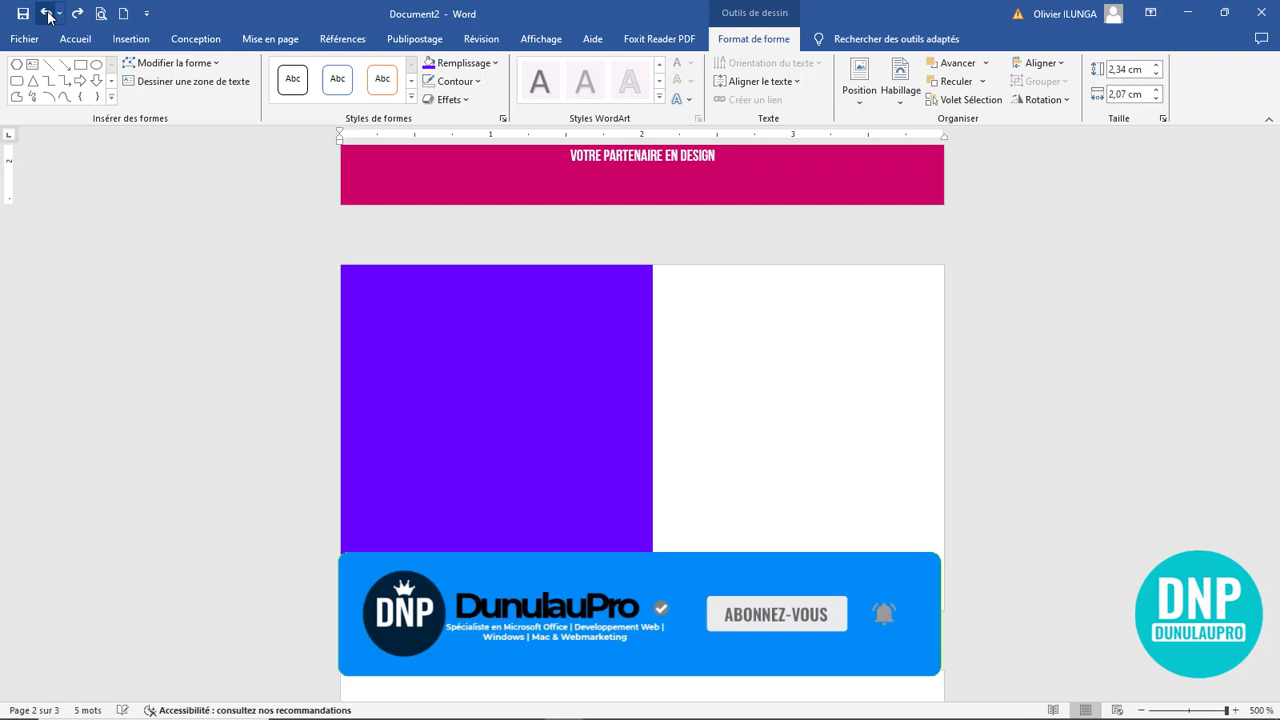 Document2 - Word
Outils de dessin
Olivier ILUNGA
Fichier Accueil Insertion Conception Mise en page Références Publipostage Révision Affichage Aide Foxit Reader PDF Format de forme Rechercher des outils adaptés
Modifier la forme
Dessinez une zone de texte
Insérer des formes
Abc Abc Abc
Remplissage
Contour
Effets
Styles de formes
A A A
Styles WordArt
Orientation du texte
Aligner le texte
Créer un lien
Texte
Position
Habillage
Avancer
Reculer
Volet Sélection
Aligner
Grouper
Rotation
Organiser
2,34 cm
2,07 cm
Taille
1 2 3
2
VOTRE PARTENAIRE EN DESIGN
DNP
DunulauPro
Spécialiste en Microsoft Office | Developpement Web |
Windows | Mac & Webmarketing
ABONNEZ-VOUS
DNP
DUNULAUPRO
Page 2 sur 3 5 mots Accessibilité : consultez nos recommandations 500 %